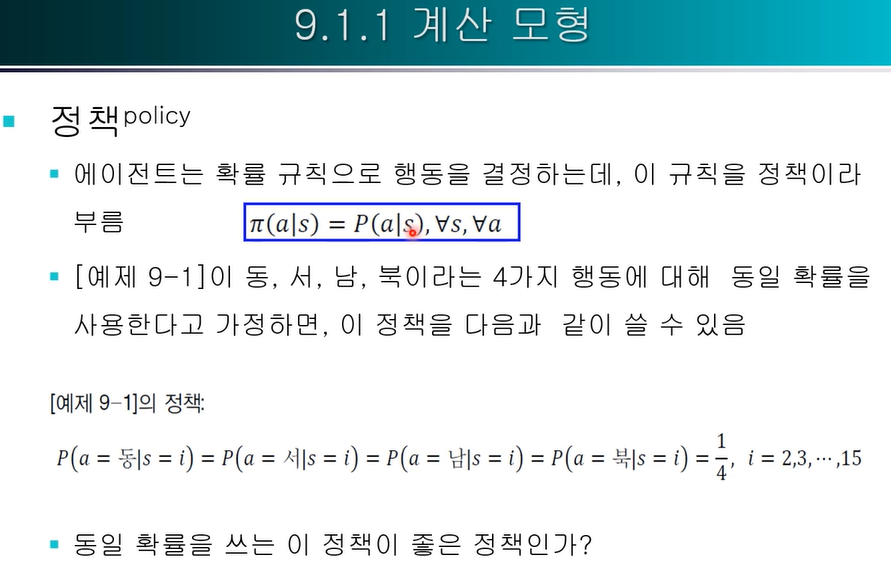 9.1.1 계산 모형
정책policy
에이전트는 확률 규칙으로 행동을 결정하는데, 이 규칙을 정책이라
부름 π(a|s) = P(a|s), ∀s, ∀a
[예제 9-1]이 동, 서, 남, 북이라는 4가지 행동에 대해 동일 확률을
사용한다고 가정하면, 이 정책을 다음과 같이 쓸 수 있음
[예제 9-1]의 정책:
P(a = 동|s = i) = P(a = 서|s = i) = P(a = 남|s = i) = P(a = 북|s = i) = 1/4, i = 2,3,⋯,15
동일 확률을 쓰는 이 정책이 좋은 정책인가?